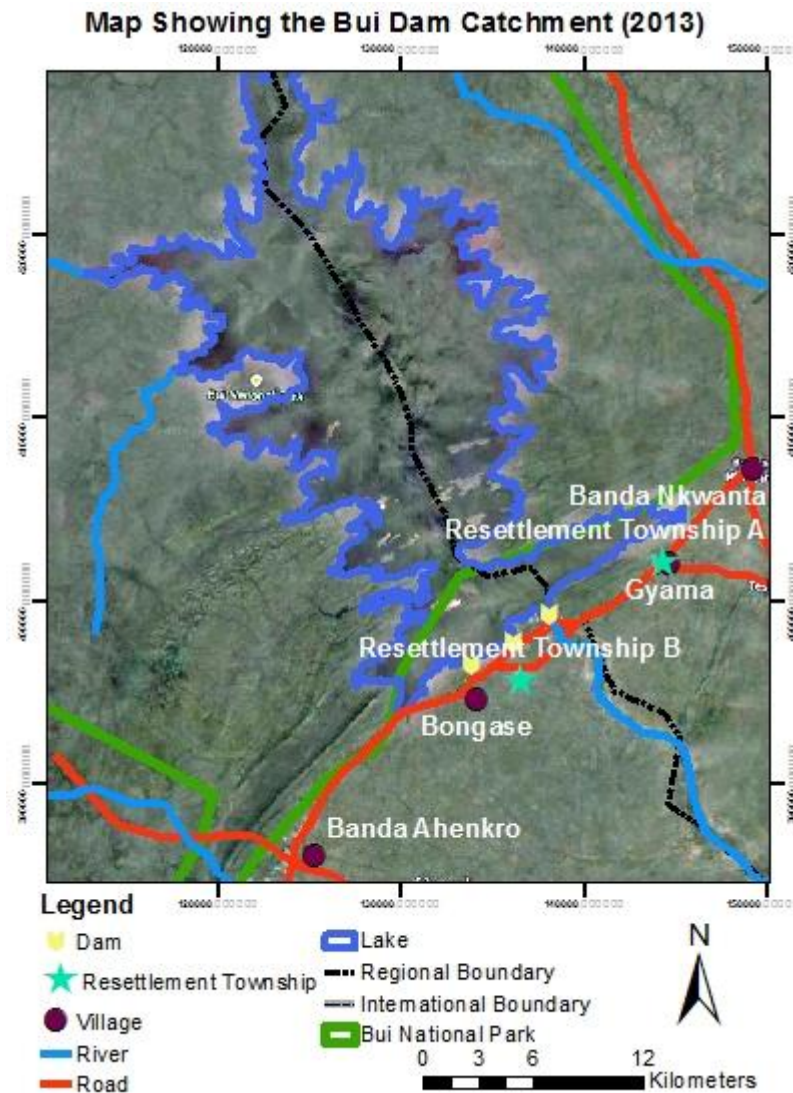 Map Showing the Bui Dam Catchment (2013)
Banda Nkwanta
Resettlement Township A
Gyama
Resettlement Township B
Bongase
Banda Ahenkro
Legend
Dam
Resettlement Township
Village
River
Road
Lake
Regional Boundary
International Boundary
Bui National Park
N
0 3 6 12
Kilometers